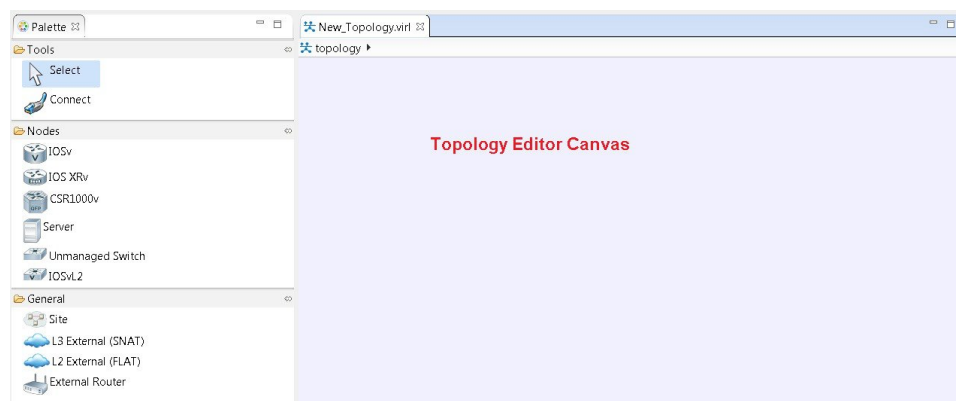 Palette
New_Topology.virl
Tools
topology
Select
Connect
Topology Editor Canvas
Nodes
IOSv
IOS XRv
CSR1000v
Server
Unmanaged Switch
IOSvL2
General
Site
L3 External (SNAT)
L2 External (FLAT)
External Router